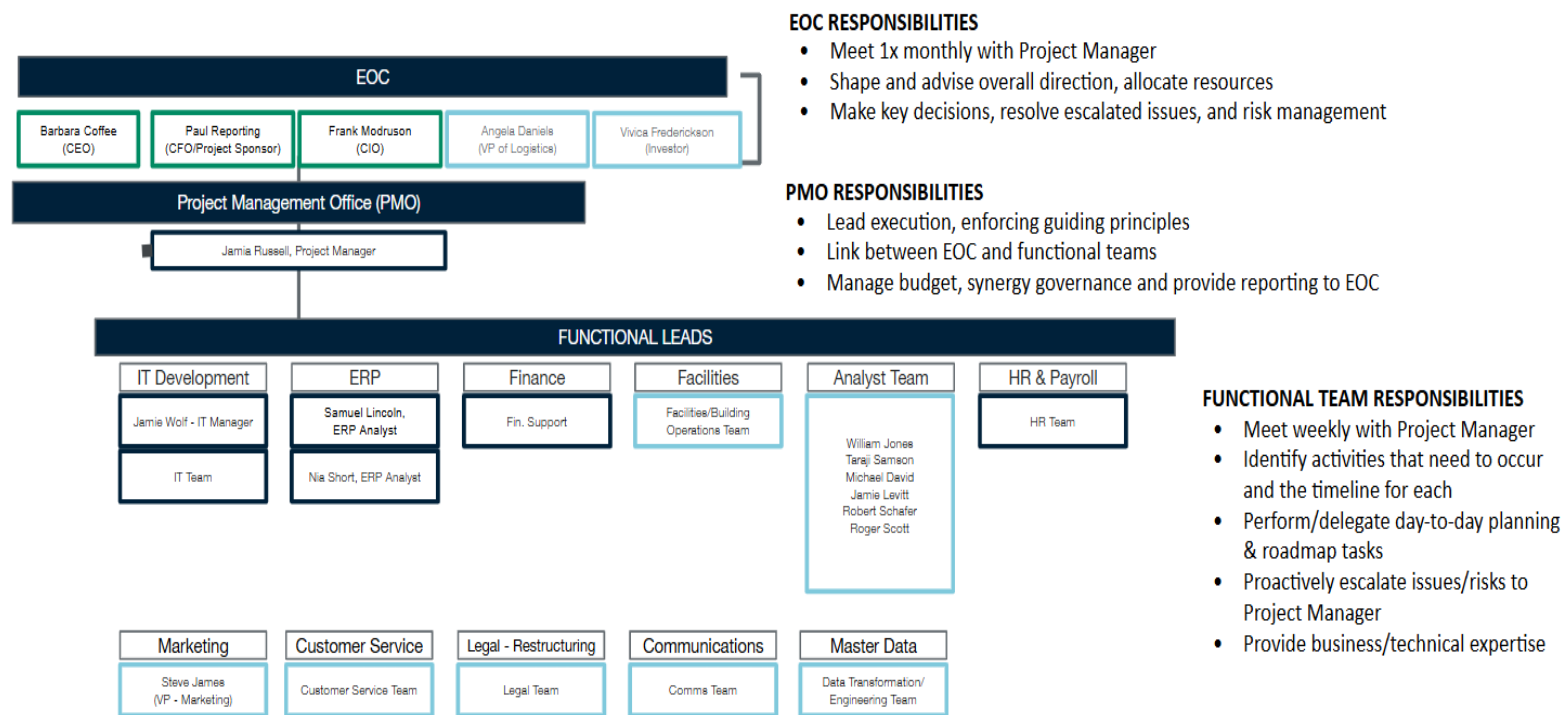 EOC
Barbara Coffee
(CEO)
Paul Reporting
(CFO/Project Sponsor)
Frank Modruson
(CIO)
Angela Daniels
(VP of Logistics)
Vivica Frederickson
(Investor)
EOC RESPONSIBILITIES
• Meet 1x monthly with Project Manager
• Shape and advise overall direction, allocate resources
• Make key decisions, resolve escalated issues, and risk management
Project Management Office (PMO)
Jamia Russell, Project Manager
PMO RESPONSIBILITIES
• Lead execution, enforcing guiding principles
• Link between EOC and functional teams
• Manage budget, synergy governance and provide reporting to EOC
FUNCTIONAL LEADS
IT Development
Jamie Wolf - IT Manager
IT Team
ERP
Samuel Lincoln,
ERP Analyst
Nia Short, ERP Analyst
Finance
Fin. Support
Facilities
Facilities/Building
Operations Team
Analyst Team
William Jones
Taraji Samson
Michael David
Jamie Levitt
Robert Schafer
Roger Scott
HR & Payroll
HR Team
Marketing
Steve James
(VP - Marketing)
Customer Service
Customer Service Team
Legal - Restructuring
Legal Team
Communications
Comms Team
Master Data
Data Transformation/
Engineering Team
FUNCTIONAL TEAM RESPONSIBILITIES
• Meet weekly with Project Manager
• Identify activities that need to occur
and the timeline for each
• Perform/delegate day-to-day planning
& roadmap tasks
• Proactively escalate issues/risks to
Project Manager
• Provide business/technical expertise